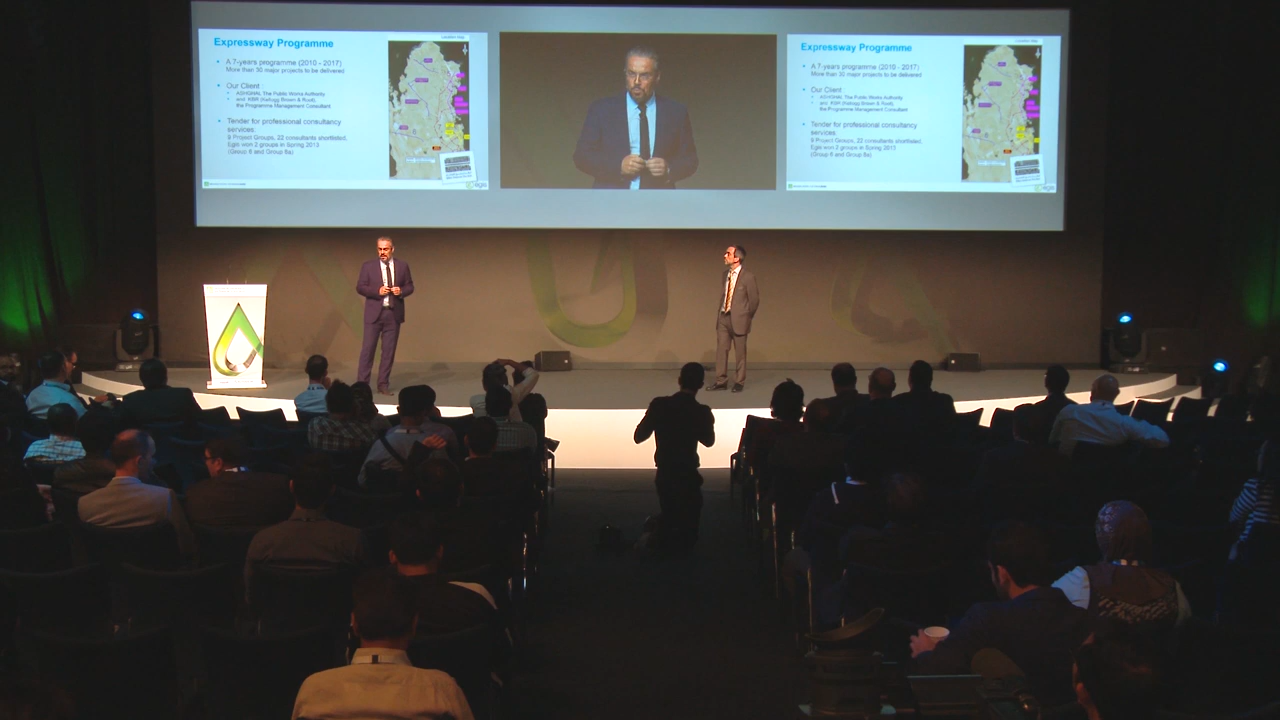 Expressway Programme
A 7-years programme (2010 - 2017)
More than 30 major projects to be delivered
Our Client :
ASHGHAL The Public Works Authority
and KBR (Kellogg Brown & Root),
the Programme Management Consultant
Tender for professional consultancy
services:
9 Project Groups, 22 consultants shortlisted,
Egis won 2 groups in Spring 2013
(Group 6 and Group 8a)
egis
Expressway Programme
A 7-years programme (2010 - 2017)
More than 30 major projects to be delivered
Our Client :
ASHGHAL The Public Works Authority
and KBR (Kellogg Brown & Root),
the Programme Management Consultant
Tender for professional consultancy
services:
9 Project Groups, 22 consultants shortlisted,
Egis won 2 groups in Spring 2013
(Group 6 and Group 8a)
egis